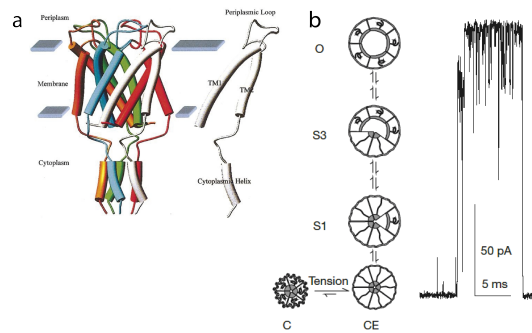 a
Periplasm
Periplasmic Loop
Membrane
TM1
TM2
Cytoplasm
Cytoplasmic Helix
b
O
S3
S1
Tension
C
CE
50 pA
5 ms